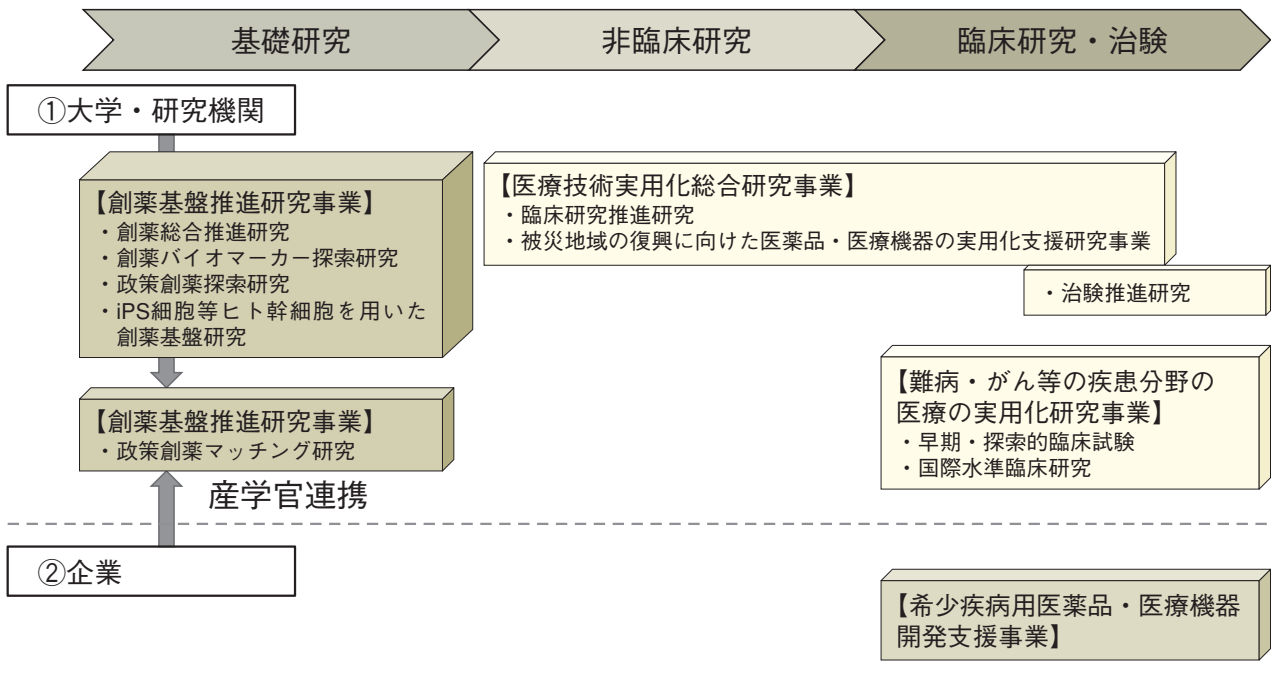 基礎研究
非臨床研究
臨床研究・治験
①大学・研究機関
【創薬基盤推進研究事業】
・創薬総合推進研究
・創薬バイオマーカー探索研究
・政策創薬探索研究
・iPS細胞等ヒト幹細胞を用いた
創薬基盤研究
【医療技術実用化総合研究事業】
・臨床研究推進研究
・被災地域の復興に向けた医薬品・医療機器の実用化支援研究事業
・治験推進研究
【創薬基盤推進研究事業】
・政策創薬マッチング研究
【難病・がん等の疾患分野の
医療の実用化研究事業】
・早期・探索的臨床試験
・国際水準臨床研究
産学官連携
②企業
【希少疾病用医薬品・医療機器
開発支援事業】